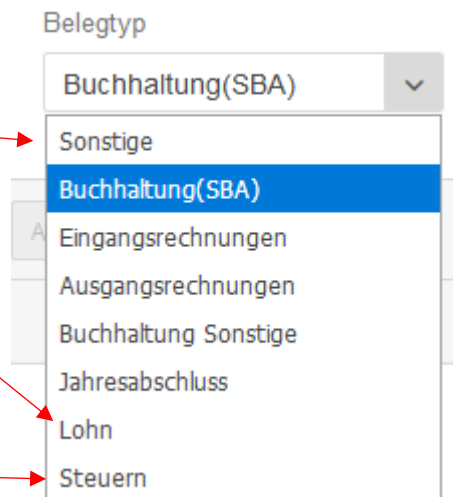 Belegtyp
Buchhaltung(SBA)
Sonstige
Buchhaltung(SBA)
Eingangsrechnungen
Ausgangsrechnungen
Buchhaltung Sonstige
Jahresabschluss
Lohn
Steuern